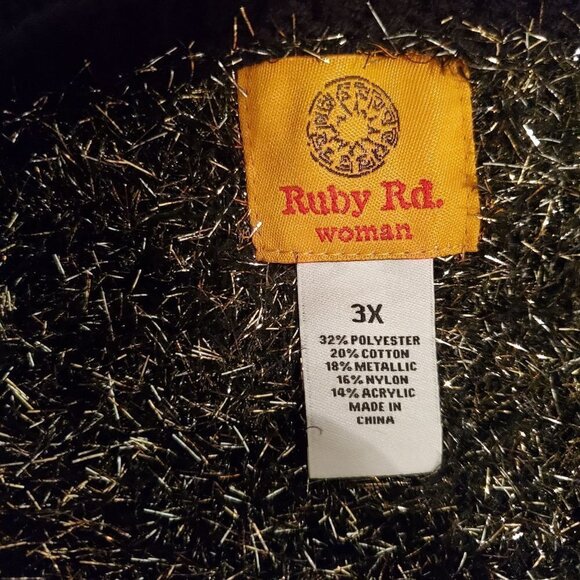 Ruby Rd.
woman
3X
32% POLYESTER
20% COTTON
18% METALLIC
16% NYLON
14% ACRYLIC
MADE IN
CHINA